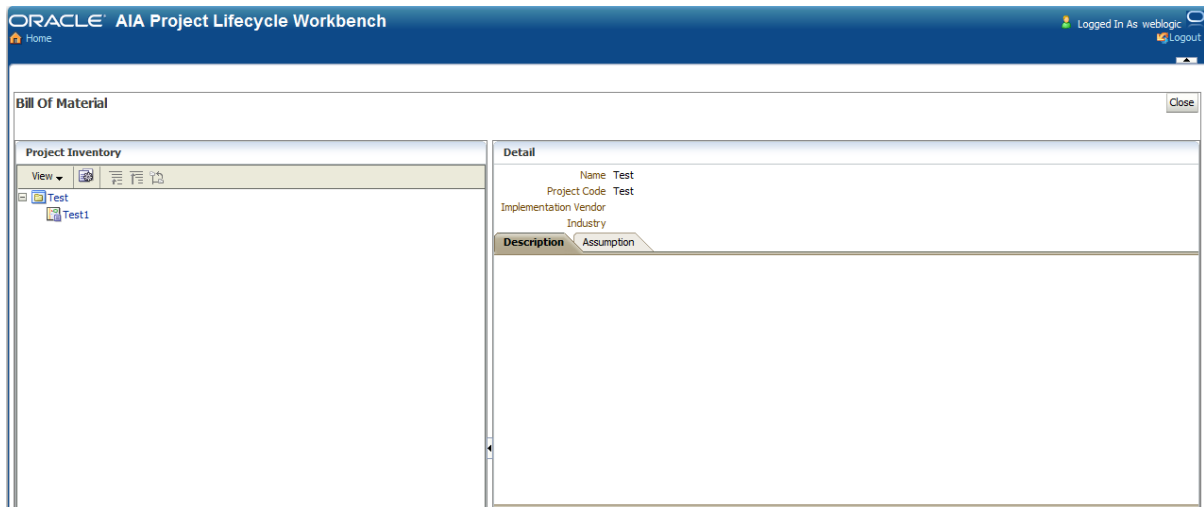 ORACLE AIA Project Lifecycle Workbench
Logged In As weblogic
Home
Logout
Bill Of Material
Close
Project Inventory
Detail
View
Name Test
Project Code Test
Test
Implementation Vendor
Test1
Industry
Description Assumption